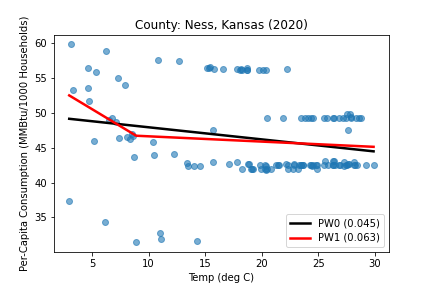 County: Ness, Kansas (2020)
Per-Capita Consumption (MMBtu/1000 Households)
60
55
50
45
40
35
5
10
15
20
25
30
Temp (deg C)
PW0 (0.045)
PW1 (0.063)